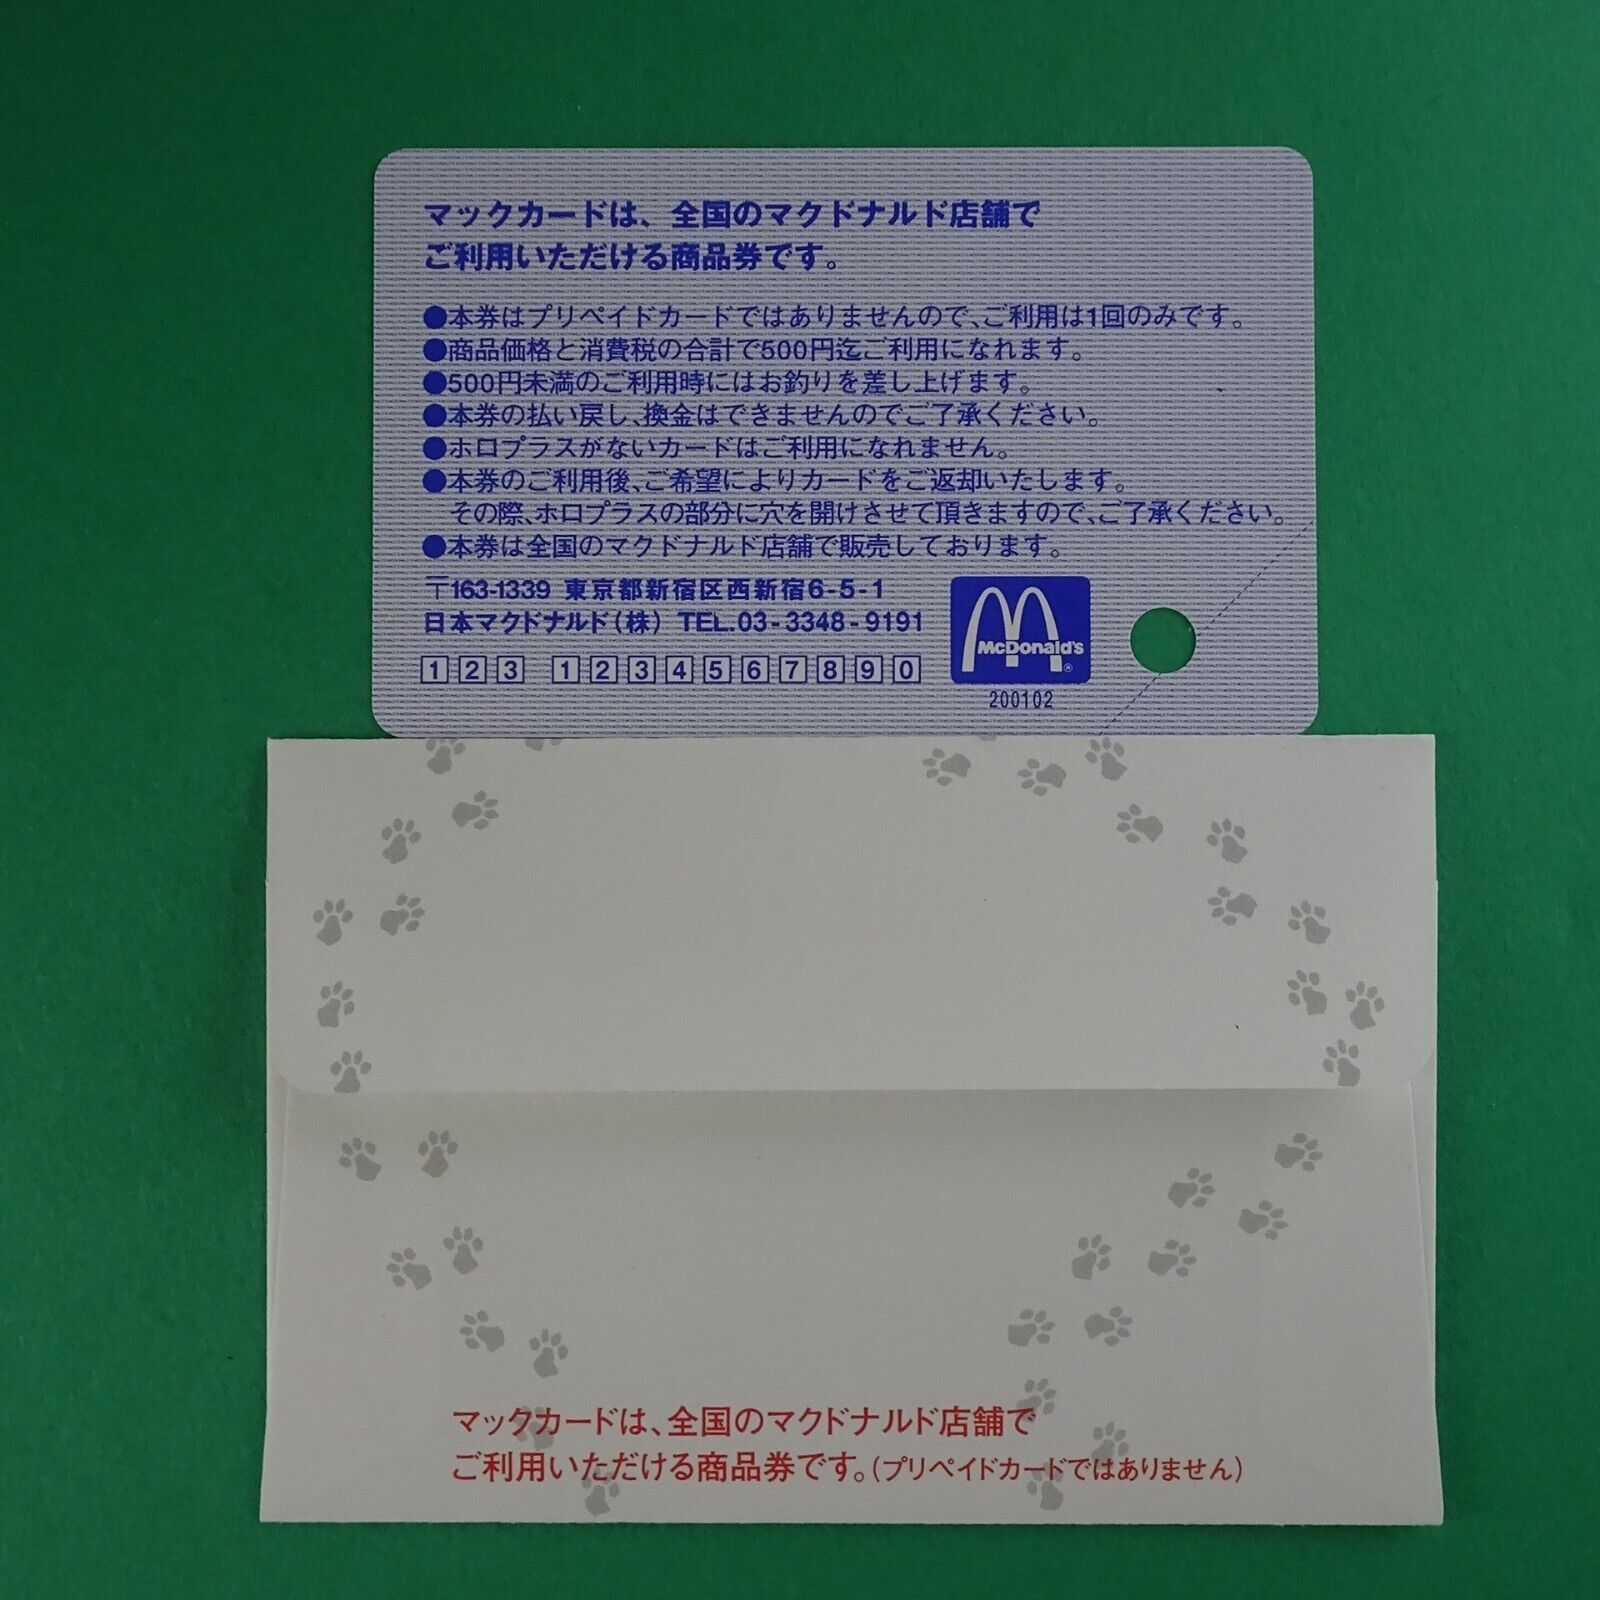 マックカードは、全国のマクドナルド店舗で
ご利用いただける商品券です。
●本券はプリペイドカードではありませんので、ご利用は1回のみです。
●商品価格と消費税の合計で500円迄ご利用になれます。
●500円未満のご利用時にはお釣りを差し上げます。
●本券の払い戻し、換金はできませんのでご了承ください。
●ホロプラスがないカードはご利用になれません。
●本券のご利用後、ご希望によりカードをご返却いたします。
その際、ホロプラスの部分に穴を開けさせて頂きますので、ご了承ください。
●本券は全国のマクドナルド店舗で販売しております。
〒163-1339 東京都新宿区西新宿6-5-1
日本マクドナルド(株) TEL.03-3348-9191
1 2 3 1 2 3 4 5 6 7 8 9 0
McDonald's ®
200102
マックカードは、全国のマクドナルド店舗で
ご利用いただける商品券です。(プリペイドカードではありません)